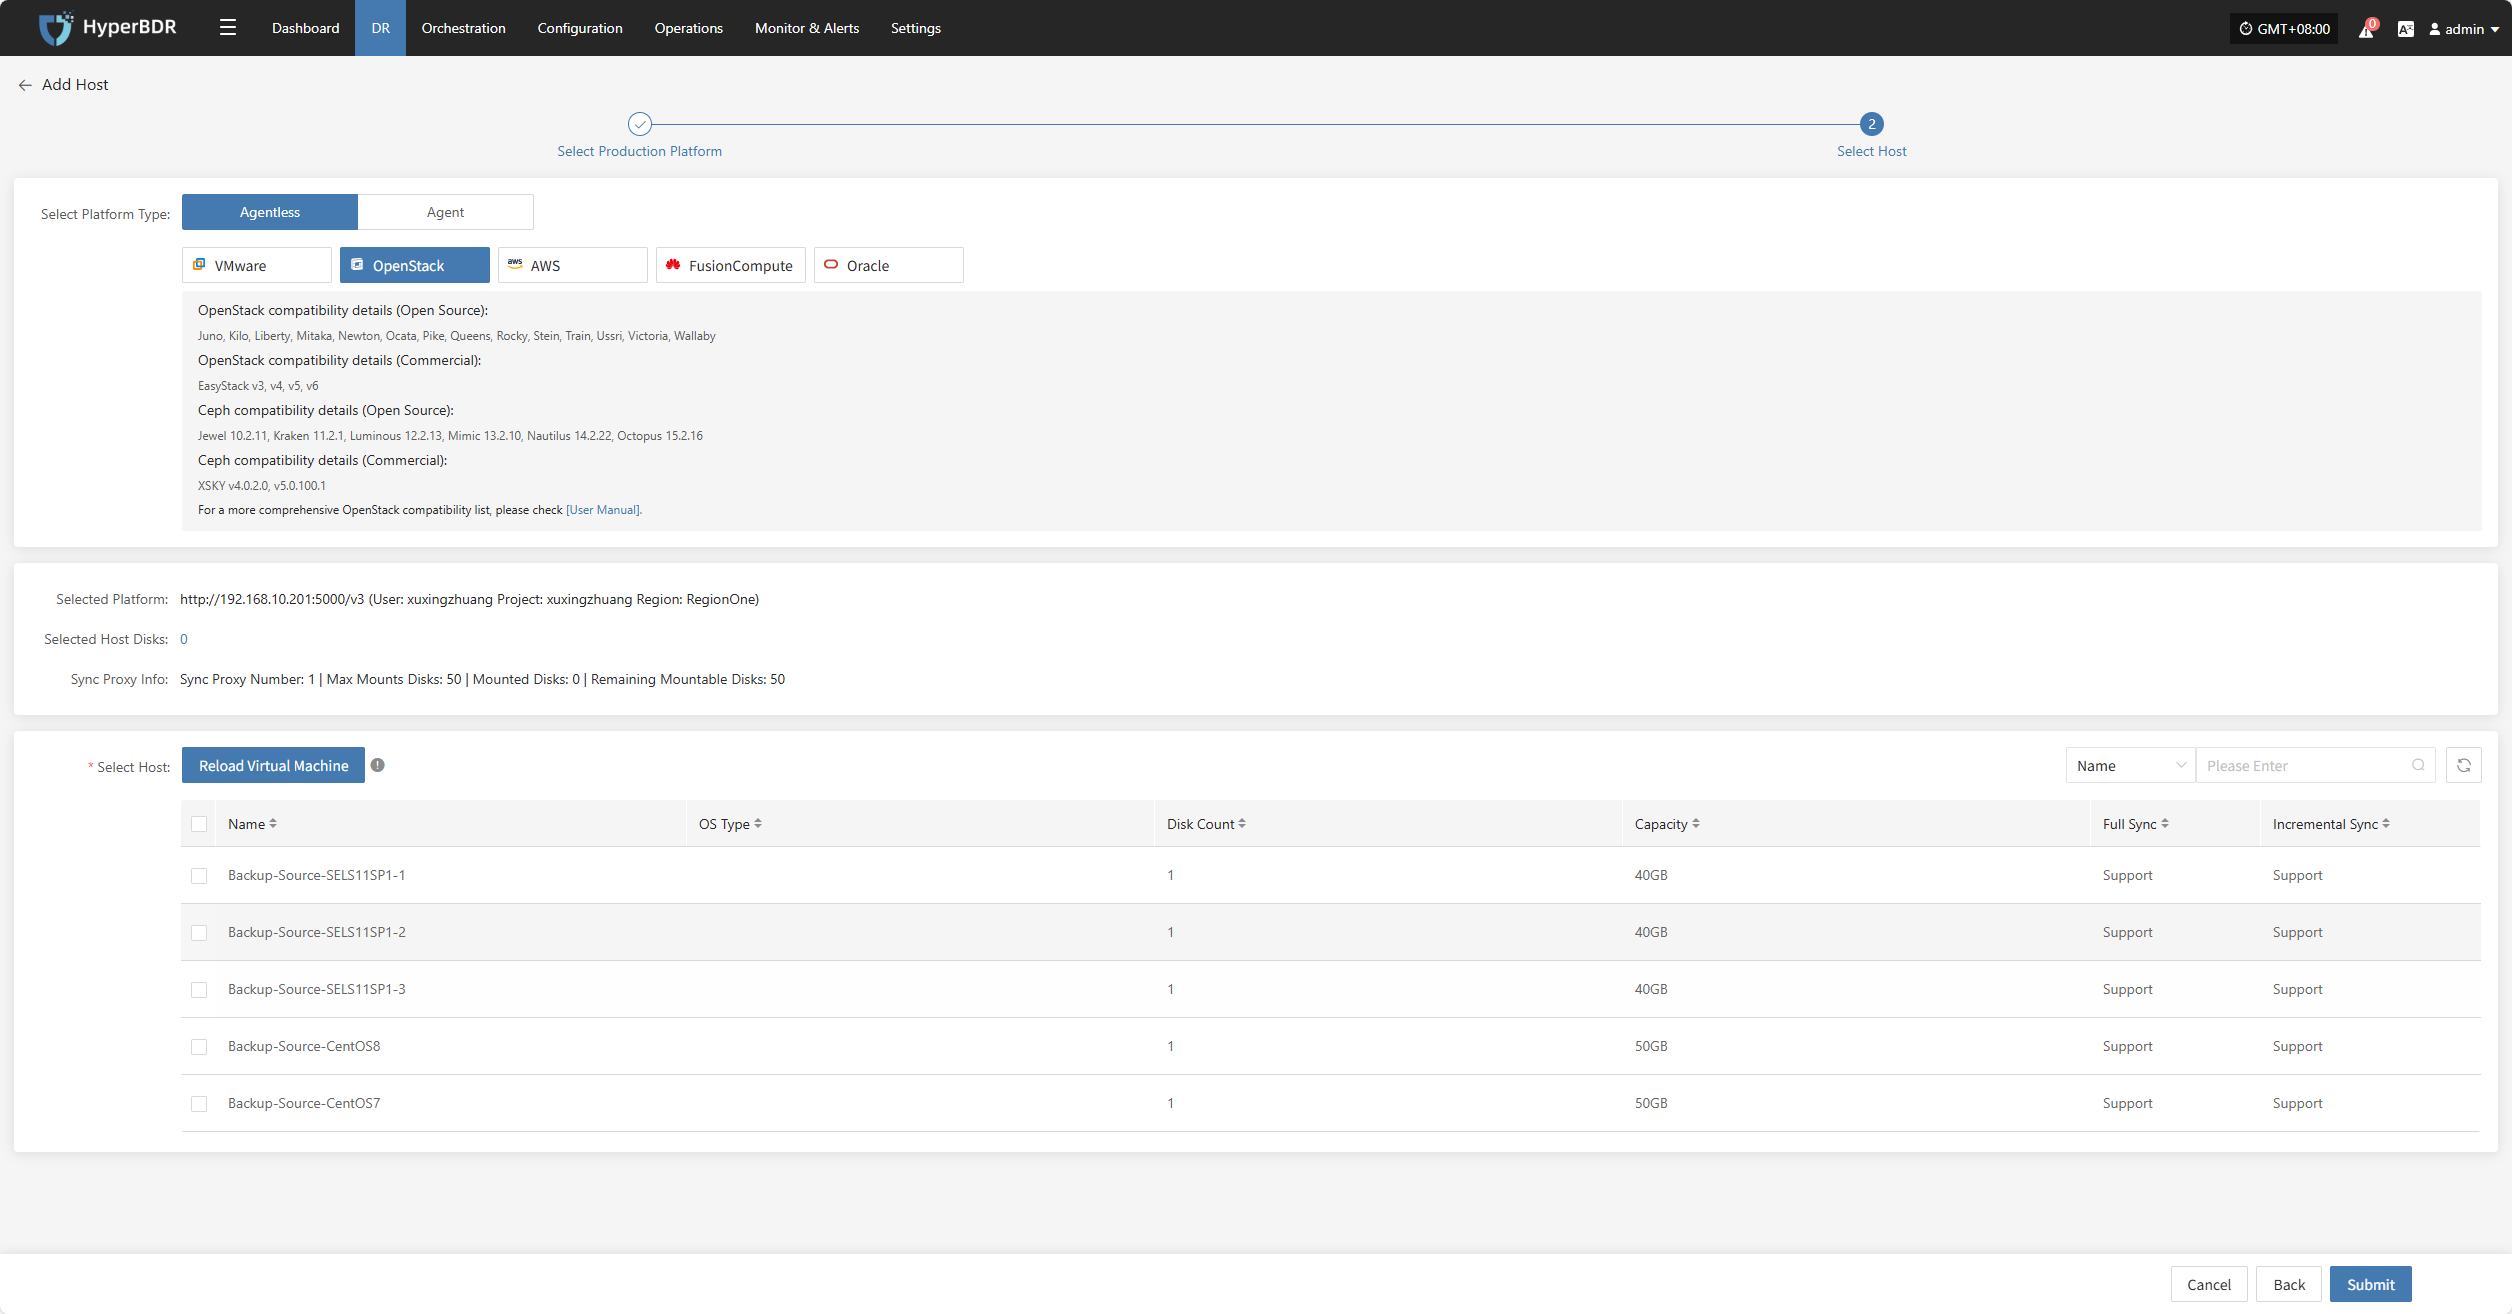 HyperBDR
Dashboard DR Orchestration Configuration Operations Monitor & Alerts Settings
GMT+08:00 0 admin
Add Host
2
Select Production Platform Select Host
Select Platform Type: Agentless Agent
VMware OpenStack aws AWS FusionCompute Oracle
OpenStack compatibility details (Open Source):
Juno, Kilo, Liberty, Mitaka, Newton, Ocata, Pike, Queens, Rocky, Stein, Train, Ussri, Victoria, Wallaby
OpenStack compatibility details (Commercial):
EasyStack v3, v4, v5, v6
Ceph compatibility details (Open Source):
Jewel 10.2.11, Kraken 11.2.1, Luminous 12.2.13, Mimic 13.2.10, Nautilus 14.2.22, Octopus 15.2.16
Ceph compatibility details (Commercial):
XSKY v4.0.2.0, v5.0.100.1
For a more comprehensive OpenStack compatibility list, please check [User Manual].
Selected Platform: http://192.168.10.201:5000/v3 (User: xuxingzhuang Project: xuxingzhuang Region: RegionOne)
Selected Host Disks: 0
Sync Proxy Info: Sync Proxy Number: 1 | Max Mounts Disks: 50 | Mounted Disks: 0 | Remaining Mountable Disks: 50
* Select Host: Reload Virtual Machine Name Please Enter
Name OS Type Disk Count Capacity Full Sync Incremental Sync
Backup-Source-SELS11SP1-1 1 40GB Support Support
Backup-Source-SELS11SP1-2 1 40GB Support Support
Backup-Source-SELS11SP1-3 1 40GB Support Support
Backup-Source-CentOS8 1 50GB Support Support
Backup-Source-CentOS7 1 50GB Support Support
Cancel Back Submit